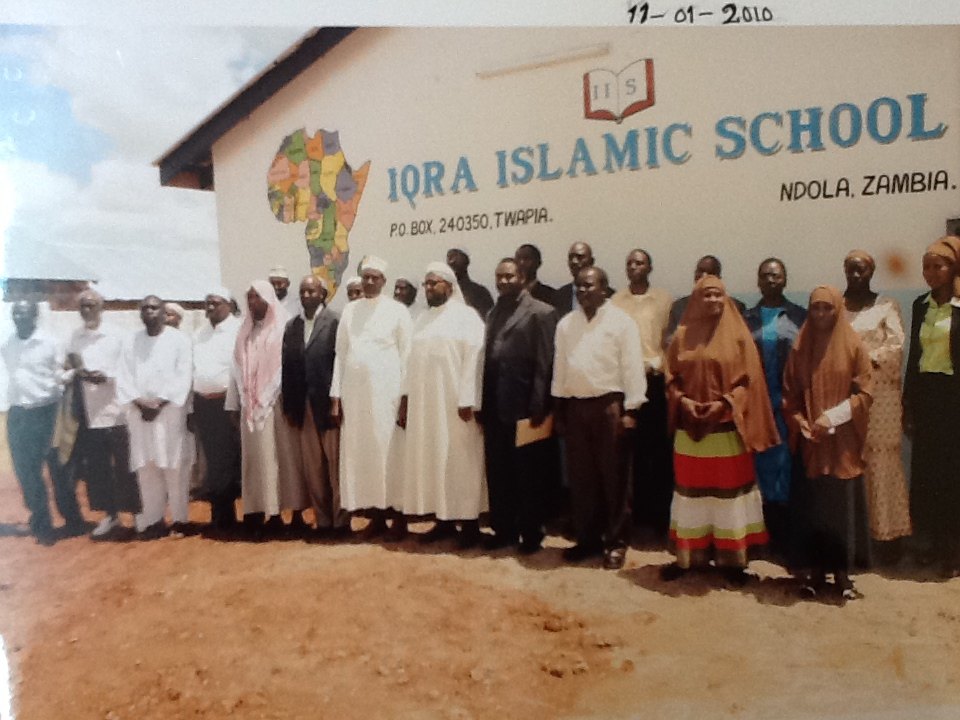 11-01-2010
IIS
IQRA ISLAMIC SCHOOL
NDOLA, ZAMBIA.
P.O. BOX, 240350, TWAPIA.